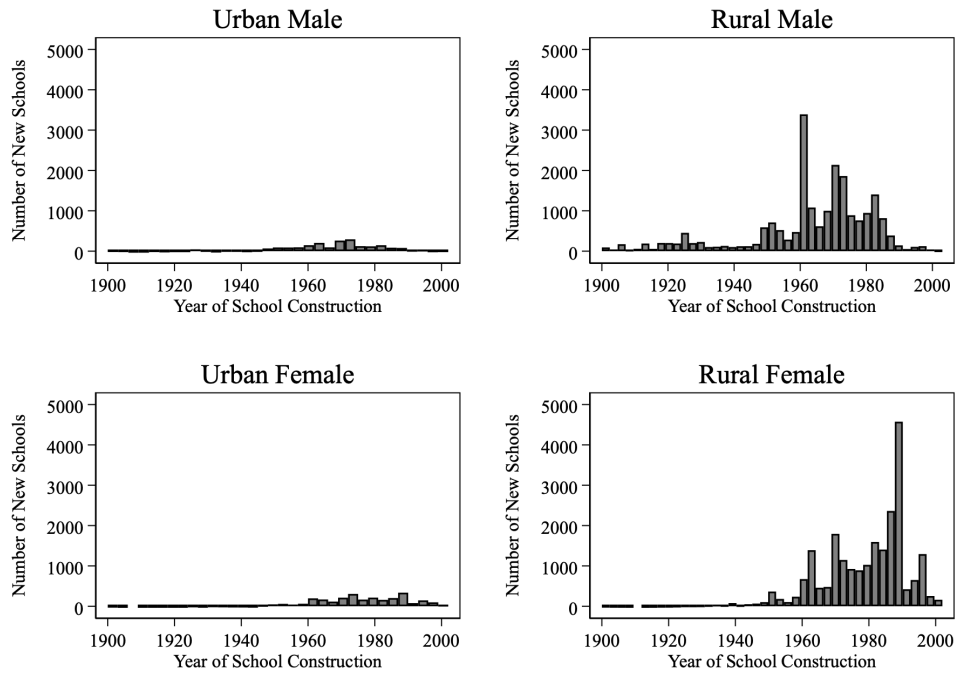 Urban Male
Number of New Schools
5000
4000
3000
2000
1000
0
1900 1920 1940 1960 1980 2000
Year of School Construction
Rural Male
Number of New Schools
5000
4000
3000
2000
1000
0
1900 1920 1940 1960 1980 2000
Year of School Construction
Urban Female
Number of New Schools
5000
4000
3000
2000
1000
0
1900 1920 1940 1960 1980 2000
Year of School Construction
Rural Female
Number of New Schools
5000
4000
3000
2000
1000
0
1900 1920 1940 1960 1980 2000
Year of School Construction